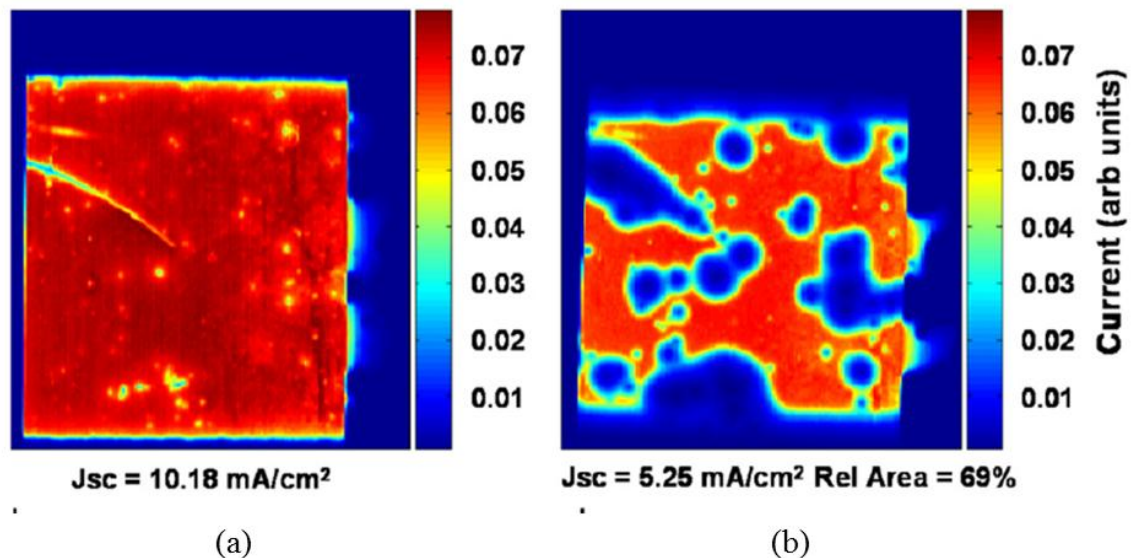 0.07
0.06
0.05
0.04
0.03
0.02
0.01
Jsc = 10.18 mA/cm²
(a)
0.07
0.06
0.05
0.04
0.03
0.02
0.01
Current (arb units)
Jsc = 5.25 mA/cm² Rel Area = 69%
(b)